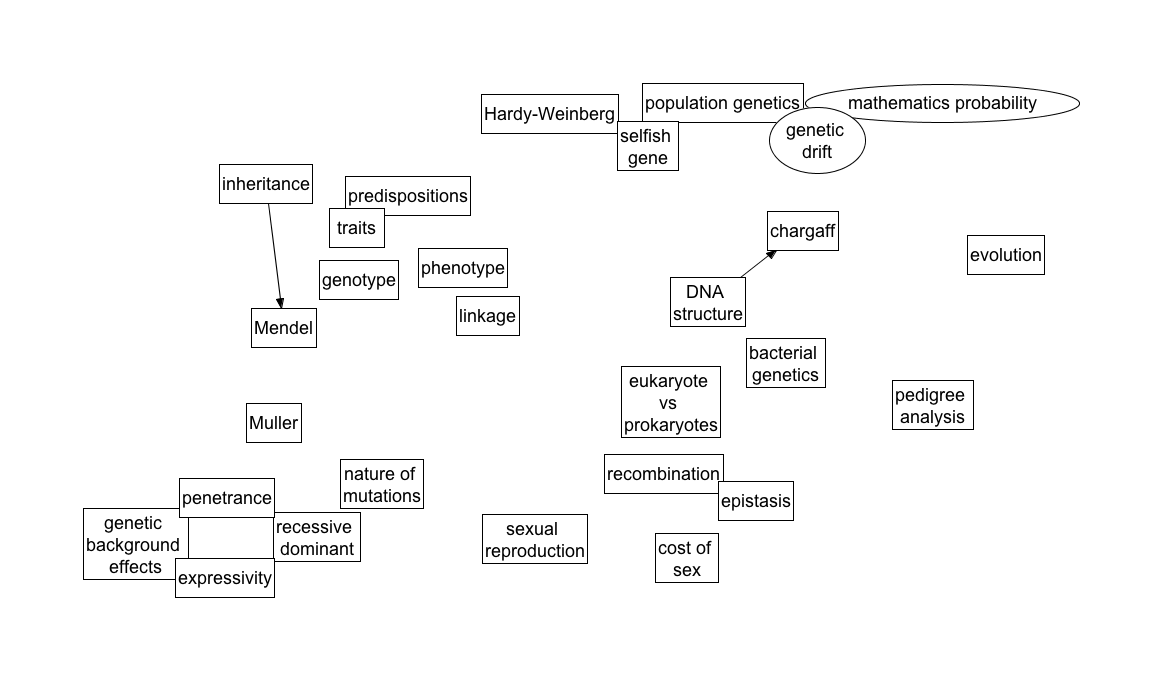 population genetics
mathematics probability
Hardy-Weinberg
selfish
gene
genetic
drift
inheritance
predispositions
traits
chargaff
evolution
genotype
phenotype
linkage
DNA
structure
Mendel
bacterial
genetics
eukaryote
vs
prokaryotes
pedigree
analysis
Muller
nature of
mutations
recombination
epistasis
penetrance
genetic
background
effects
recessive
dominant
expressivity
sexual
reproduction
cost of
sex